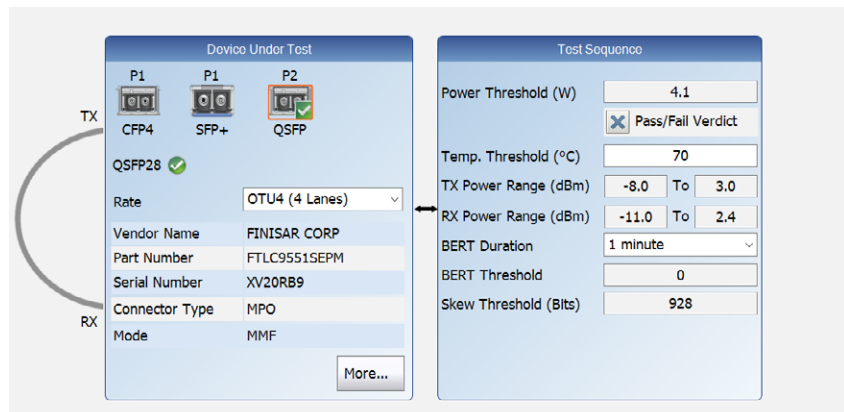 Device Under Test
P1 P1 P2
TX
CFP4 SFP+ QSFP
QSFP28
Rate OTU4 (4 Lanes)
Vendor Name FINISAR CORP
Part Number FTLC9551SEPM
Serial Number XV20RB9
Connector Type MPO
RX
Mode MMF
More...
Test Sequence
Power Threshold (W) 4.1
Pass/Fail Verdict
Temp. Threshold (°C) 70
TX Power Range (dBm) -8.0 To 3.0
RX Power Range (dBm) -11.0 To 2.4
BERT Duration 1 minute
BERT Threshold 0
Skew Threshold (Bits) 928